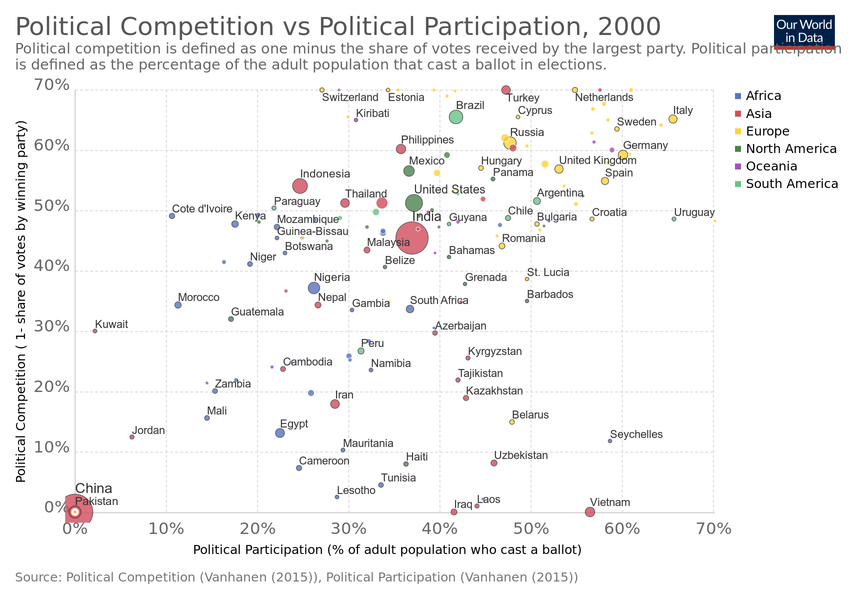 Political Competition vs Political Participation, 2000
Our World
in Data
Political competition is defined as one minus the share of votes received by the largest party. Political participation
is defined as the percentage of the adult population that cast a ballot in elections.
Political Competition ( 1- share of votes by winning party)
70%
60%
50%
40%
30%
20%
10%
0%
Switzerland
Estonia
Turkey
Netherlands
Kiribati
Brazil
Cyprus
Italy
Sweden
Philippines
Russia
Germany
Mexico
Hungary
United Kingdom
Panama
Spain
Indonesia
Thailand
United States
Argentina
Paraguay
Cote d'Ivoire
Kenya
Mozambique
India
Guyana
Chile
Bulgaria
Croatia
Uruguay
Guinea-Bissau
Botswana
Malaysia
Romania
Niger
Belize
Bahamas
Nigeria
Grenada
St. Lucia
Morocco
Nepal
Gambia
South Africa
Barbados
Guatemala
Kuwait
Azerbaijan
Peru
Cambodia
Namibia
Kyrgyzstan
Tajikistan
Zambia
Iran
Kazakhstan
Mali
Egypt
Belarus
Jordan
Mauritania
Seychelles
Cameroon
Haiti
Uzbekistan
Tunisia
Lesotho
China
Pakistan
Iraq
Laos
Vietnam
0%
10%
20%
30%
40%
50%
60%
70%
Political Participation (% of adult population who cast a ballot)
Africa
Asia
Europe
North America
Oceania
South America
Source: Political Competition (Vanhanen (2015)), Political Participation (Vanhanen (2015))